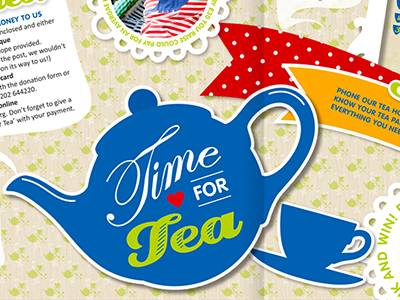 MONEY TO US
enclosed and either
que
ope provided.
the post, we wouldn't
on its way to us!)
card
th the donation form or
202 644220.
online
rg. Don't forget to give a
Tea' with your payment.
PHONE OUR TEA HO
KNOW YOUR TEA PA
EVERYTHING YOU NEE
Time
FOR
Tea
AND WIN!